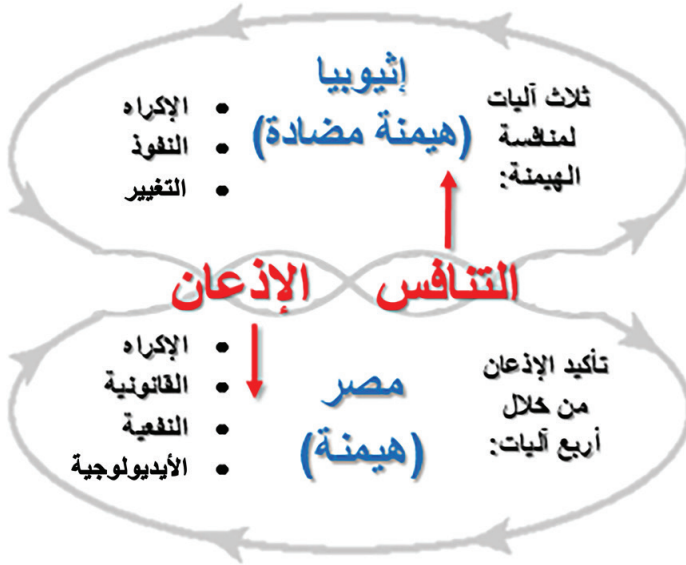 إثيوبيا
(هيمنة مضادة)
ثلاث آليات
لمنافسة
الهيمنة:
• الإكراه
• النفوذ
• التغيير
التنافس
الإذعان
مصر
(هيمنة)
تأكيد الإذعان
من خلال
أربع آليات:
• الإكراه
• القانونية
• النفعية
• الأيديولوجية